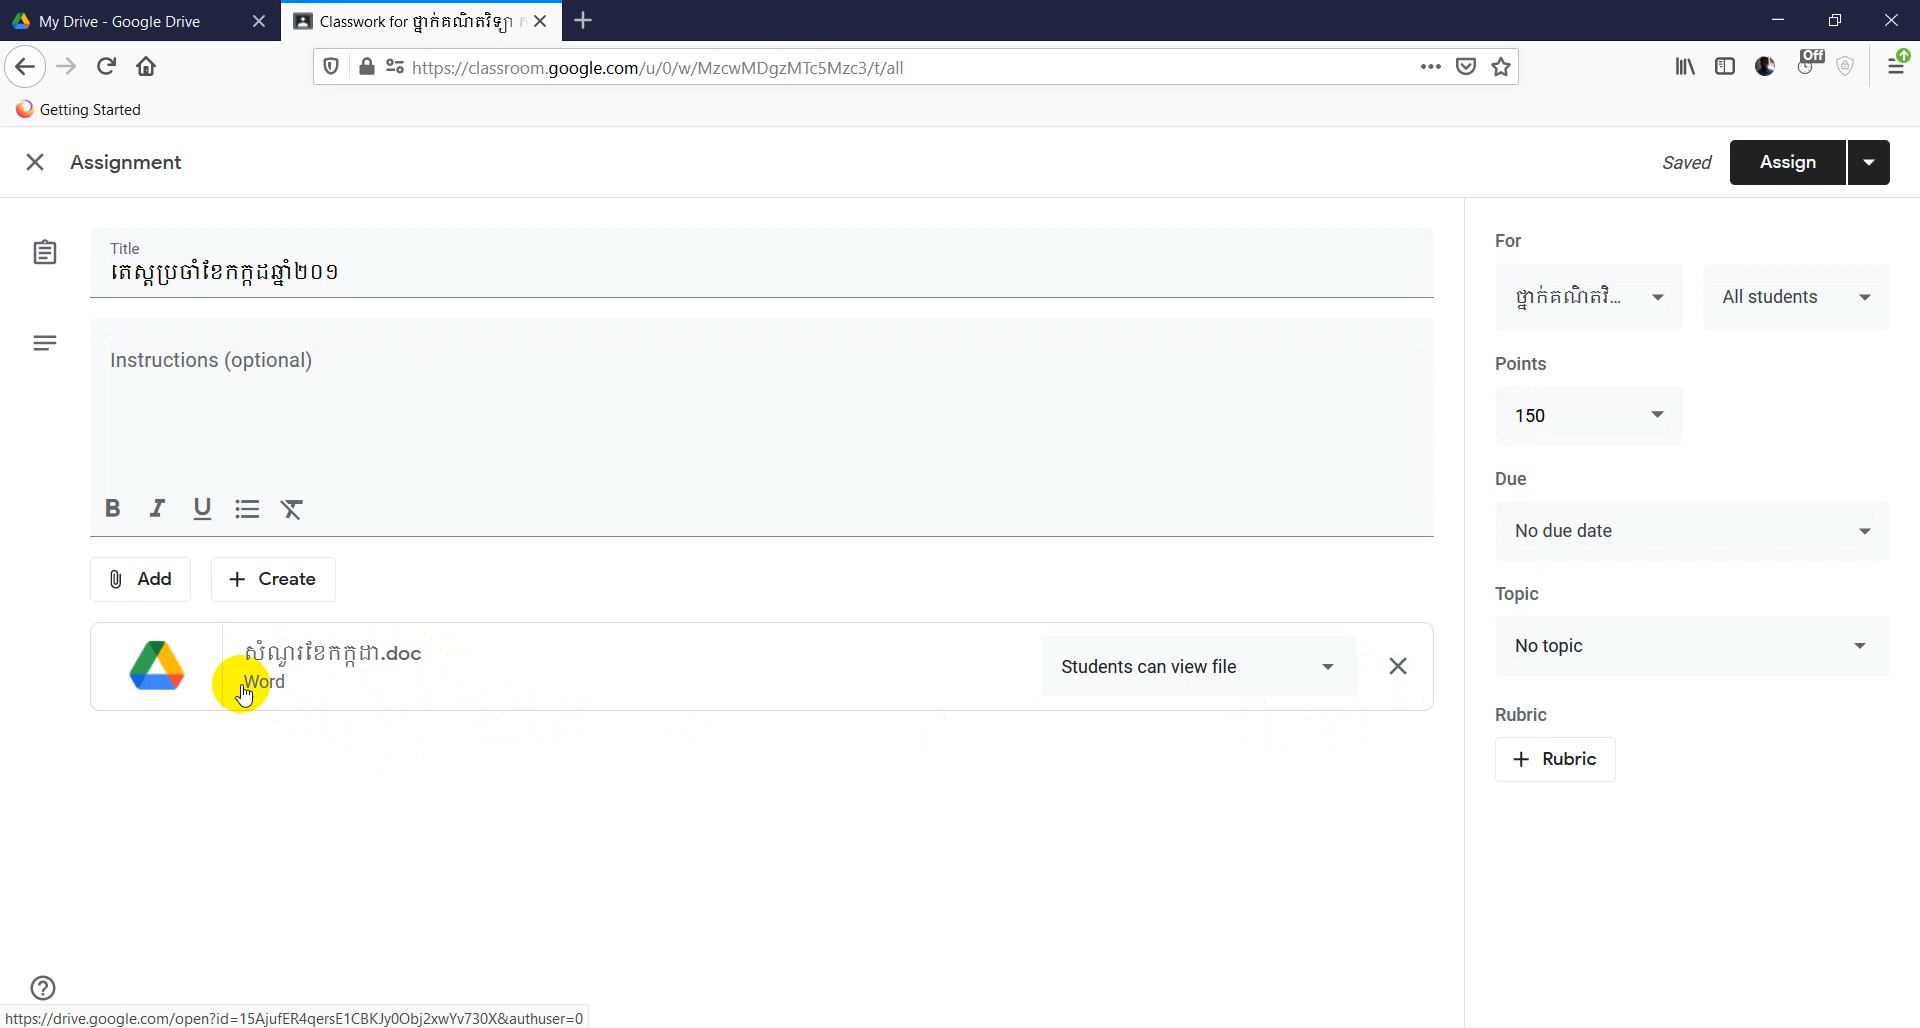 My Drive - Google Drive
Classwork for ថ្នាក់គណិតវិទ្យា
https://classroom.google.com/u/0/w/MzcwMDgzMTc5Mzc3/t/all
Off
Getting Started
Assignment
Saved
Assign
Title
តេស្តប្រចាំខែកក្កដឆ្នាំ២០១
Instructions (optional)
B I U
Add
Create
សំណួរខែកក្កដា.doc
Word
Students can view file
For
ថ្នាក់គណិតវិ...
All students
Points
150
Due
No due date
Topic
No topic
Rubric
Rubric
https://drive.google.com/open?id=15AjufER4qersE1CBKJy0Obj2xwYv730X&authuser=0